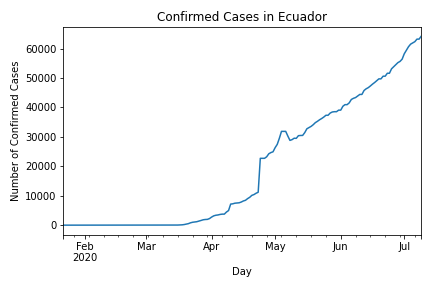 Confirmed Cases in Ecuador
Number of Confirmed Cases
60000
50000
40000
30000
20000
10000
0
Feb Mar Apr May Jun Jul
2020
Day